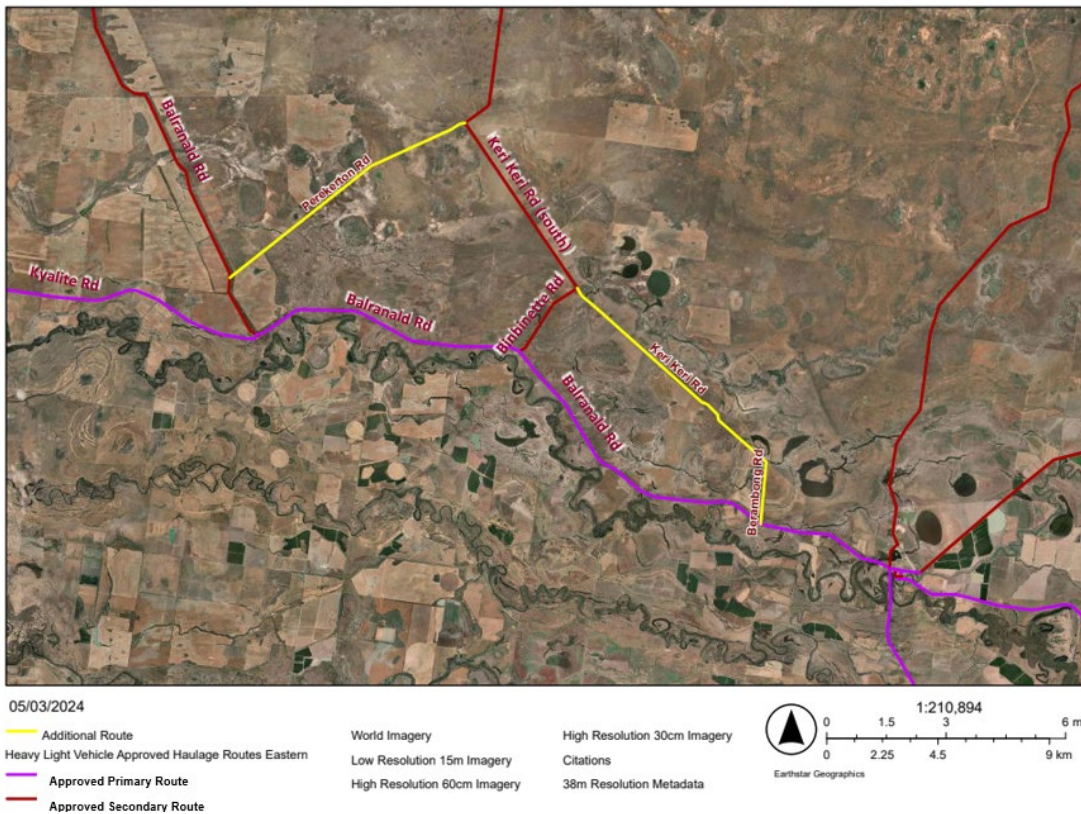 Balranald Rd
Perekerton Rd
Keri Keri Rd (south)
Kyalite Rd
Balranald Rd
Binbinette Rd
Keri Keri Rd
Balranald Rd
Berambong Rd
05/03/2024
Additional Route
Heavy Light Vehicle Approved Haulage Routes Eastern
Approved Primary Route
Approved Secondary Route
World Imagery
Low Resolution 15m Imagery
High Resolution 60cm Imagery
High Resolution 30cm Imagery
Citations
38m Resolution Metadata
Earthstar Geographics
1:210,894
0 1.5 3 6 m
0 2.25 4.5 9 km